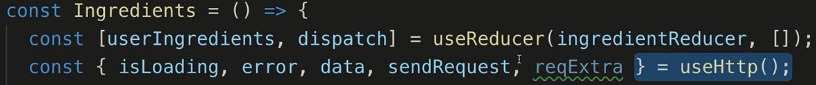 const Ingredients = () => {
const [userIngredients, dispatch] = useReducer(ingredientReducer, []);
const { isLoading, error, data, sendRequest, reqExtra } = useHttp();